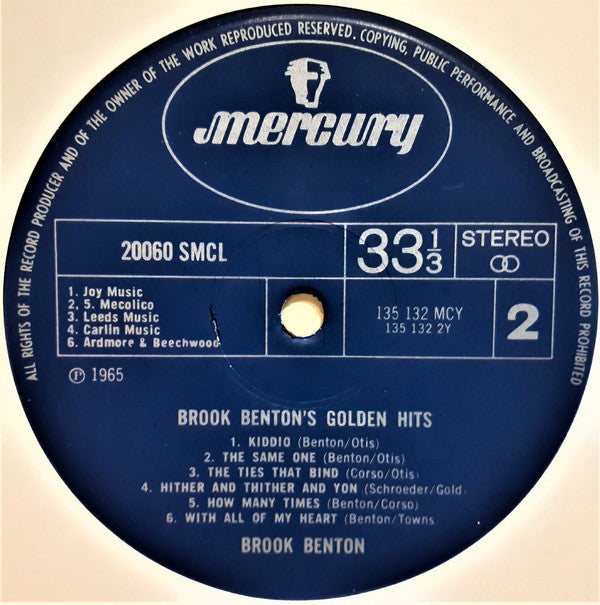 ALL RIGHTS OF THE RECORD PRODUCER AND OF THE OWNER OF THE WORK REPRODUCED RESERVED. COPYING, PUBLIC PERFORMANCE AND BROADCASTING OF THIS RECORD PROHIBITED
mercury
20060 SMCL
33 1/3
STEREO
1. Joy Music
2, 5. Mecolico
3. Leeds Music
4. Carlin Music
6. Ardmore & Beechwood
135 132 MCY
135 132 2Y
2
℗ 1965
BROOK BENTON'S GOLDEN HITS
1. KIDDIO (Benton/Otis)
2. THE SAME ONE (Benton/Otis)
3. THE TIES THAT BIND (Corso/Otis)
4. HITHER AND THITHER AND YON (Schroeder/Gold.
5. HOW MANY TIMES (Benton/Corso)
6. WITH ALL OF MY HEART (Benton/Towns.
BROOK BENTON